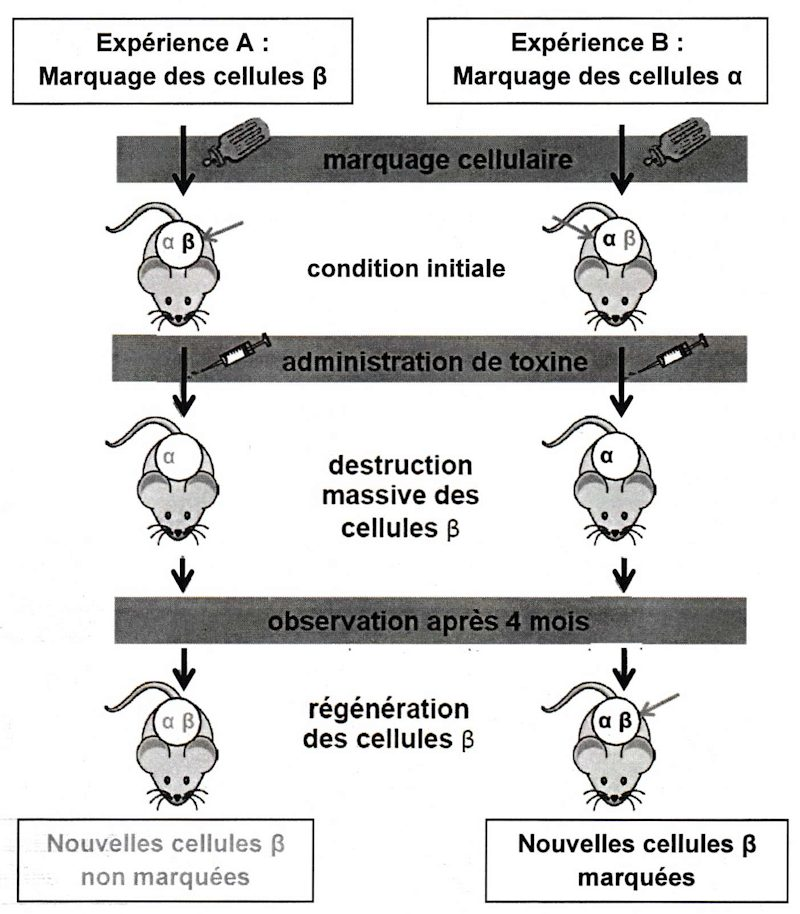 Expérience A :
Marquage des cellules β
Expérience B :
Marquage des cellules α
marquage cellulaire
α β
α β
condition initiale
administration de toxine
α
α
destruction
massive des
cellules β
observation après 4 mois
α β
α β
régénération
des cellules β
Nouvelles cellules β
non marquées
Nouvelles cellules β
marquées